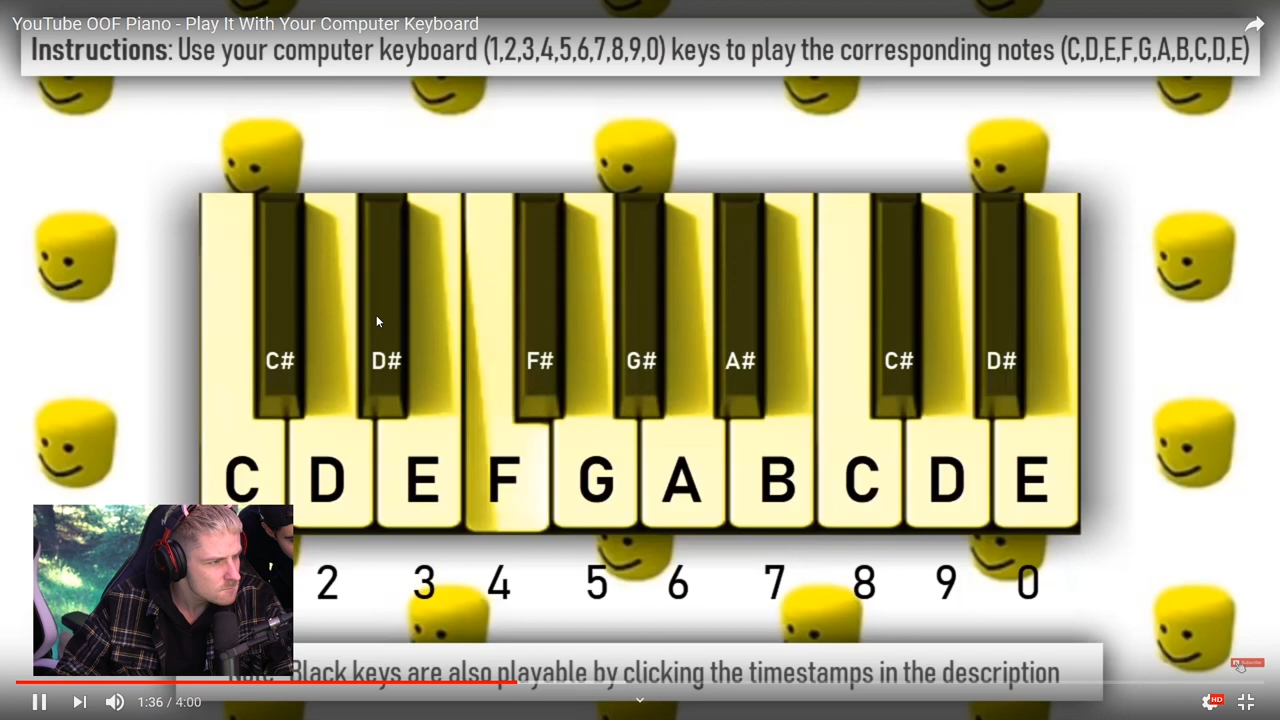 YouTube OOF Piano - Play It With Your Computer Keyboard
Instructions: Use your computer keyboard (1,2,3,4,5,6,7,8,9,0) keys to play the corresponding notes (C,D,E,F,G,A,B,C,D,E)
C# D# F# G# A# C# D#
C D E F G A B C D E
2 3 4 5 6 7 8 9 0
Black keys are also playable by clicking the timestamps in the description
1:36 / 4:00
HD